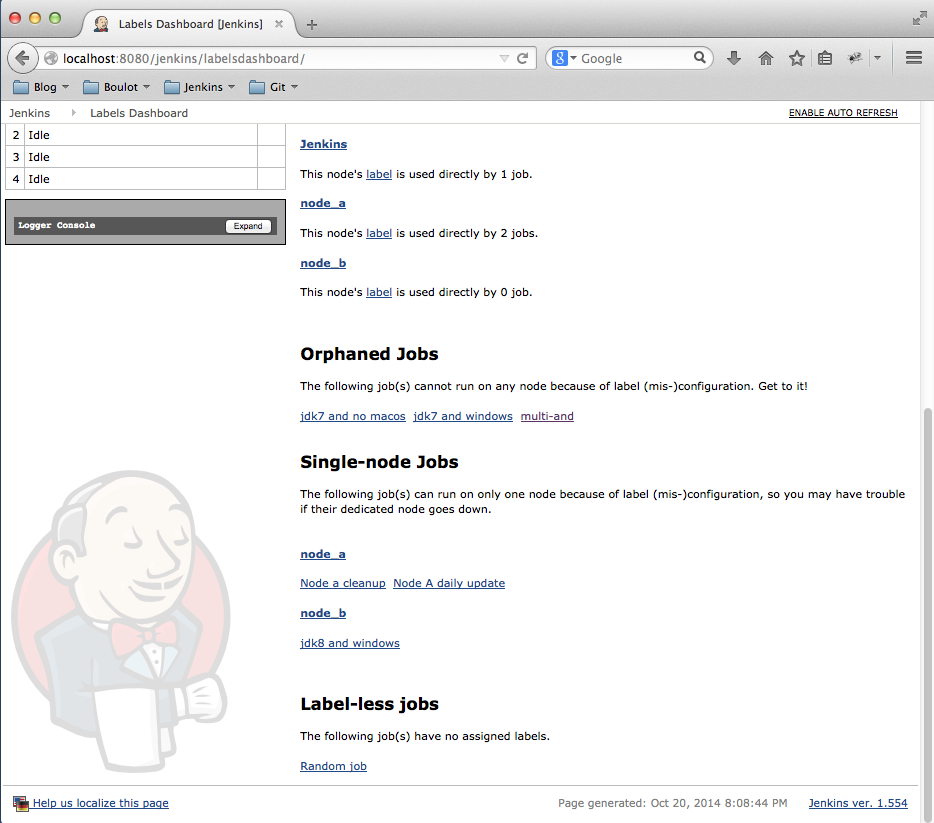 Labels Dashboard [Jenkins]
localhost:8080/jenkins/labelsdashboard/
8
Google
Blog
Boulot
Jenkins
Git
Jenkins
Labels Dashboard
ENABLE AUTO REFRESH
2 Idle
3 Idle
4 Idle
Logger Console
Expand
Jenkins
This node's label is used directly by 1 job.
node_a
This node's label is used directly by 2 jobs.
node_b
This node's label is used directly by 0 job.
Orphaned Jobs
The following job(s) cannot run on any node because of label (mis-)configuration. Get to it!
jdk7 and no macos jdk7 and windows multi-and
Single-node Jobs
The following job(s) can run on only one node because of label (mis-)configuration, so you may have trouble
if their dedicated node goes down.
node_a
Node a cleanup Node A daily update
node_b
jdk8 and windows
Label-less jobs
The following job(s) have no assigned labels.
Random job
Help us localize this page
Page generated: Oct 20, 2014 8:08:44 PM
Jenkins ver. 1.554